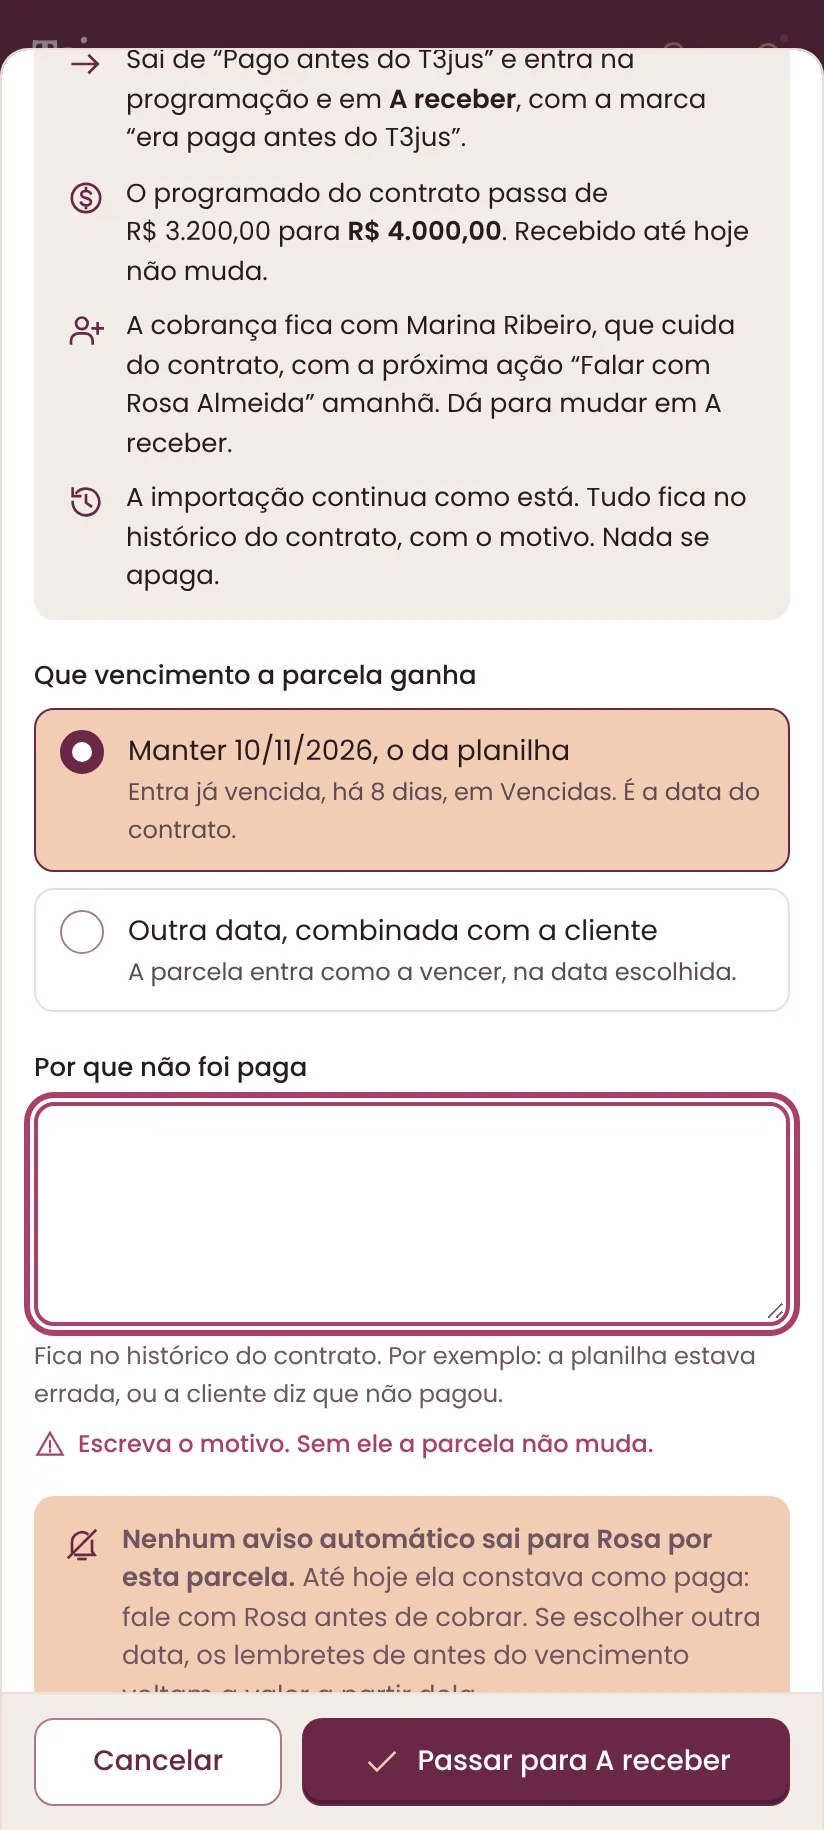 Sai de “Pago antes do T3jus” e entra na
programação e em A receber, com a marca
“era paga antes do T3jus”.
O programado do contrato passa de
R$ 3.200,00 para R$ 4.000,00. Recebido até hoje
não muda.
A cobrança fica com Marina Ribeiro, que cuida
do contrato, com a próxima ação “Falar com
Rosa Almeida” amanhã. Dá para mudar em A
receber.
A importação continua como está. Tudo fica no
histórico do contrato, com o motivo. Nada se
apaga.
Que vencimento a parcela ganha
Manter 10/11/2026, o da planilha
Entra já vencida, há 8 dias, em Vencidas. É a data do
contrato.
Outra data, combinada com a cliente
A parcela entra como a vencer, na data escolhida.
Por que não foi paga
Fica no histórico do contrato. Por exemplo: a planilha estava
errada, ou a cliente diz que não pagou.
Escreva o motivo. Sem ele a parcela não muda.
Nenhum aviso automático sai para Rosa por
esta parcela. Até hoje ela constava como paga:
fale com Rosa antes de cobrar. Se escolher outra
data, os lembretes de antes do vencimento
voltam a valer a partir dela.
Cancelar
Passar para A receber